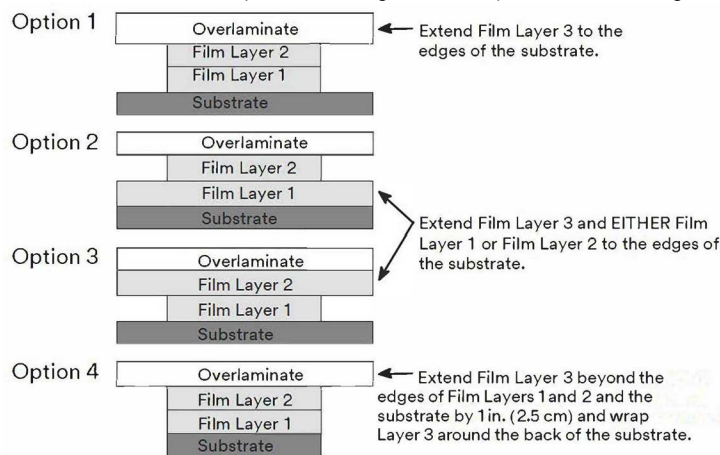 Option 1
Overlaminate
Film Layer 2
Film Layer 1
Substrate
Extend Film Layer 3 to the
edges of the substrate.
Option 2
Overlaminate
Film Layer 2
Film Layer 1
Substrate
Extend Film Layer 3 and EITHER Film
Layer 1 or Film Layer 2 to the edges of
the substrate.
Option 3
Overlaminate
Film Layer 2
Film Layer 1
Substrate
Option 4
Overlaminate
Film Layer 2
Film Layer 1
Substrate
Extend Film Layer 3 beyond the
edges of Film Layers 1 and 2 and the
substrate by 1 in. (2.5 cm) and wrap
Layer 3 around the back of the substrate.